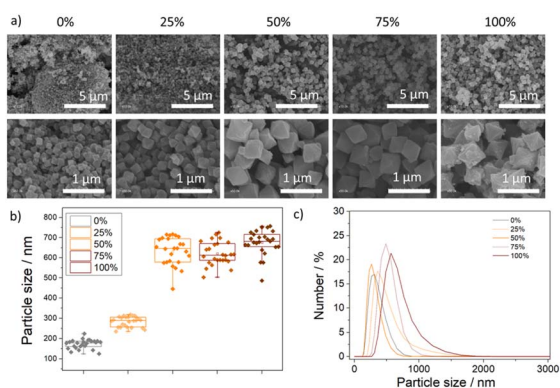 a) 0% 25% 50% 75% 100%
5 µm 5 µm 5 µm 5 µm 5 µm
1 µm 1 µm 1 µm 1 µm 1 µm
b)
Particle size / nm
800
700
600
500
400
300
200
100
0%
25%
50%
75%
100%
c)
Number / %
30
25
20
15
10
5
0
0%
25%
50%
75%
100%
0 1000 2000 3000
Particle size / nm